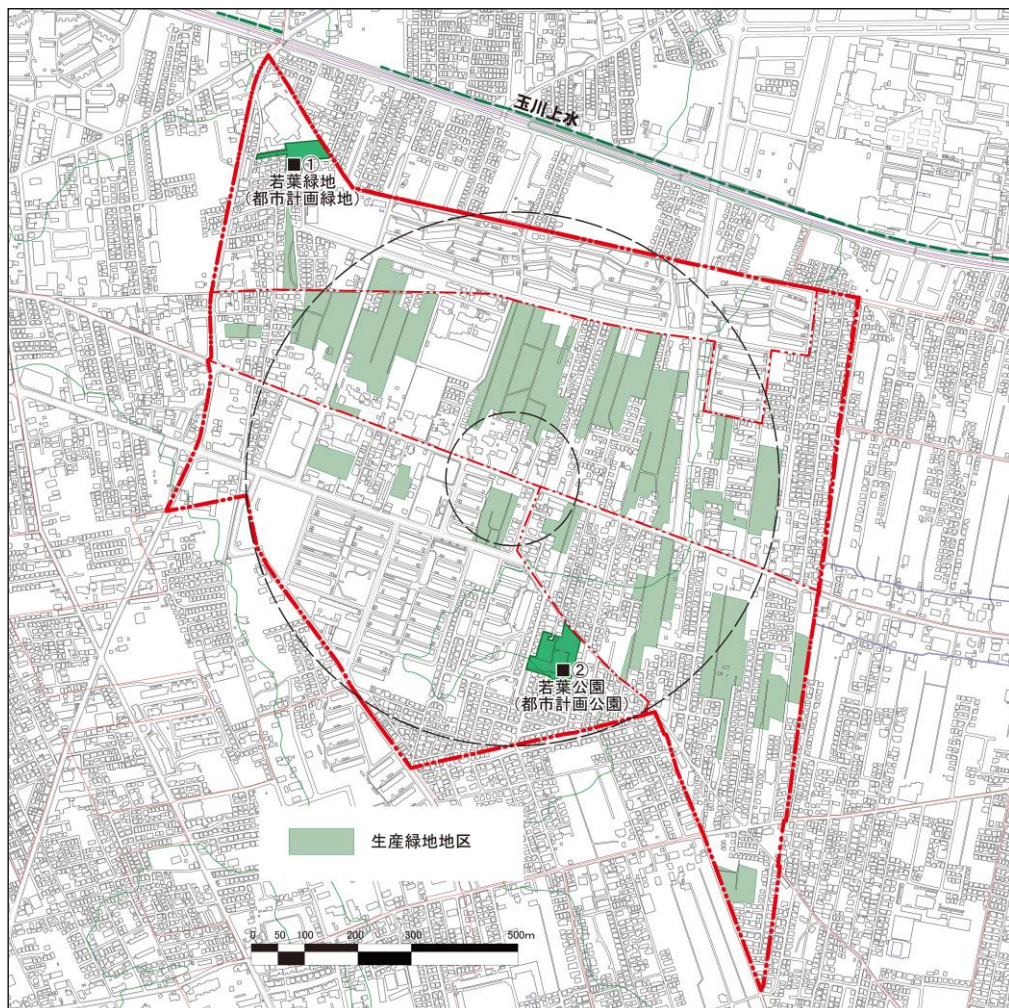 玉川上水
■①
若葉緑地
(都市計画緑地)
■②
若葉公園
(都市計画公園)
生産緑地地区
0 50 100 200 300 500m